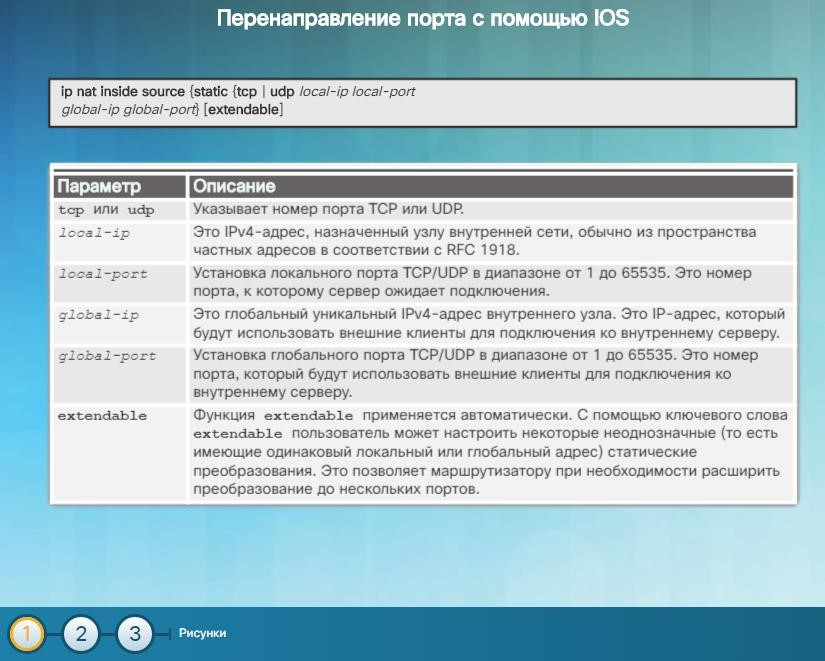 Перенаправление порта с помощью IOS
ip nat inside source {static {tcp | udp local-ip local-port
global-ip global-port} [extendable]
Параметр Описание
tcp или udp Указывает номер порта TCP или UDP.
local-ip Это IPv4-адрес, назначенный узлу внутренней сети, обычно из пространства
частных адресов в соответствии с RFC 1918.
local-port Установка локального порта TCP/UDP в диапазоне от 1 до 65535. Это номер
порта, к которому сервер ожидает подключения.
global-ip Это глобальный уникальный IPv4-адрес внутреннего узла. Это IP-адрес, который
будут использовать внешние клиенты для подключения ко внутреннему серверу.
global-port Установка глобального порта TCP/UDP в диапазоне от 1 до 65535. Это номер
порта, который будут использовать внешние клиенты для подключения ко
внутреннему серверу.
extendable Функция extendable применяется автоматически. С помощью ключевого слова
extendable пользователь может настроить некоторые неоднозначные (то есть
имеющие одинаковый локальный или глобальный адрес) статические
преобразования. Это позволяет маршрутизатору при необходимости расширить
преобразование до нескольких портов.
1 2 3 Рисунки